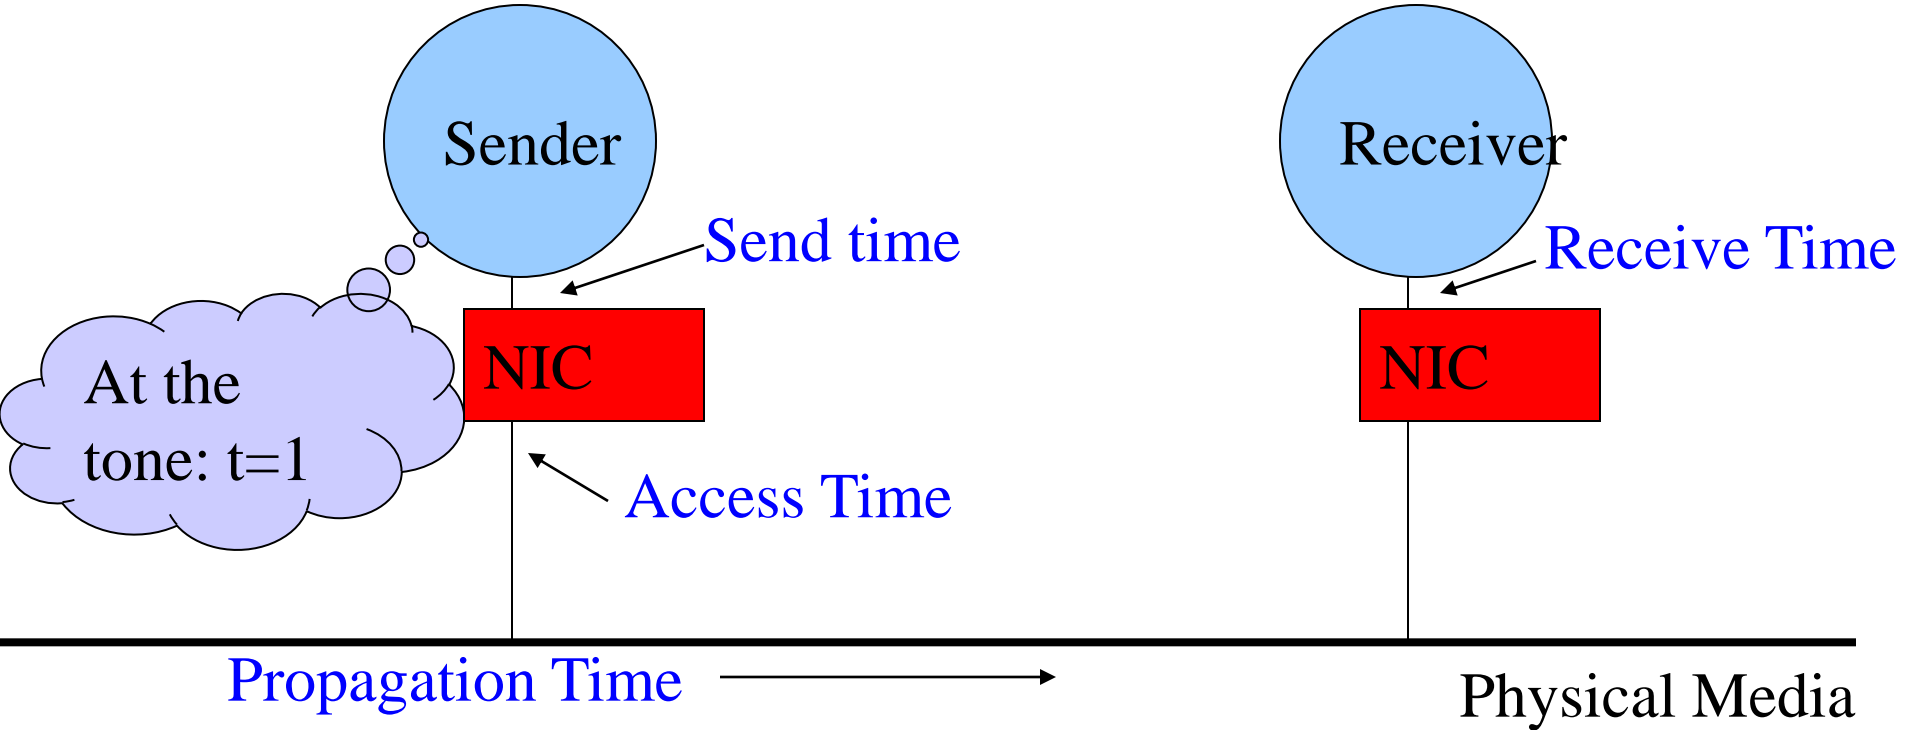 Sender
Receiver
Send time
Receive Time
NIC
NIC
At the
tone: t=1
Access Time
Propagation Time
Physical Media